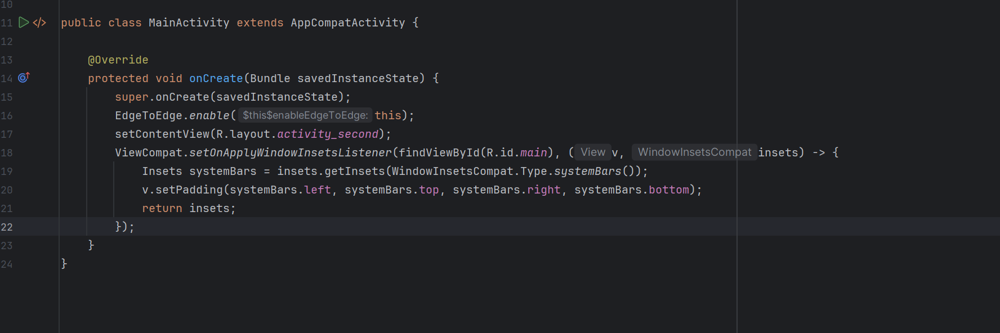 10
11 </> public class MainActivity extends AppCompatActivity {
12
13 @Override
14 protected void onCreate(Bundle savedInstanceState) {
15 super.onCreate(savedInstanceState);
16 EdgeToEdge.enable( $this$enableEdgeToEdge: this);
17 setContentView(R.layout.activity_second);
18 ViewCompat.setOnApplyWindowInsetsListener(findViewById(R.id.main), ( View v, WindowInsetsCompat insets) -> {
19 Insets systemBars = insets.getInsets(WindowInsetsCompat.Type.systemBars());
20 v.setPadding(systemBars.left, systemBars.top, systemBars.right, systemBars.bottom);
21 return insets;
22 });
23 }
24 }